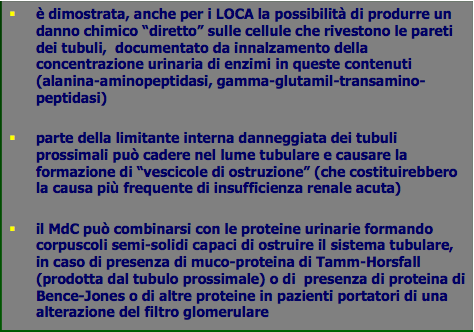 è dimostrata, anche per i LOCA la possibilità di produrre un
danno chimico “diretto” sulle cellule che rivestono le pareti
dei tubuli, documentato da innalzamento della
concentrazione urinaria di enzimi in queste contenuti
(alanina-aminopeptidasi, gamma-glutamil-transamino-
peptidasi)
parte della limitante interna danneggiata dei tubuli
prossimali può cadere nel lume tubulare e causare la
formazione di “vescicole di ostruzione” (che costituirebbero
la causa più frequente di insufficienza renale acuta)
il MdC può combinarsi con le proteine urinarie formando
corpuscoli semi-solidi capaci di ostruire il sistema tubulare,
in caso di presenza di muco-proteina di Tamm-Horsfall
(prodotta dal tubulo prossimale) o di presenza di proteina di
Bence-Jones o di altre proteine in pazienti portatori di una
alterazione del filtro glomerulare